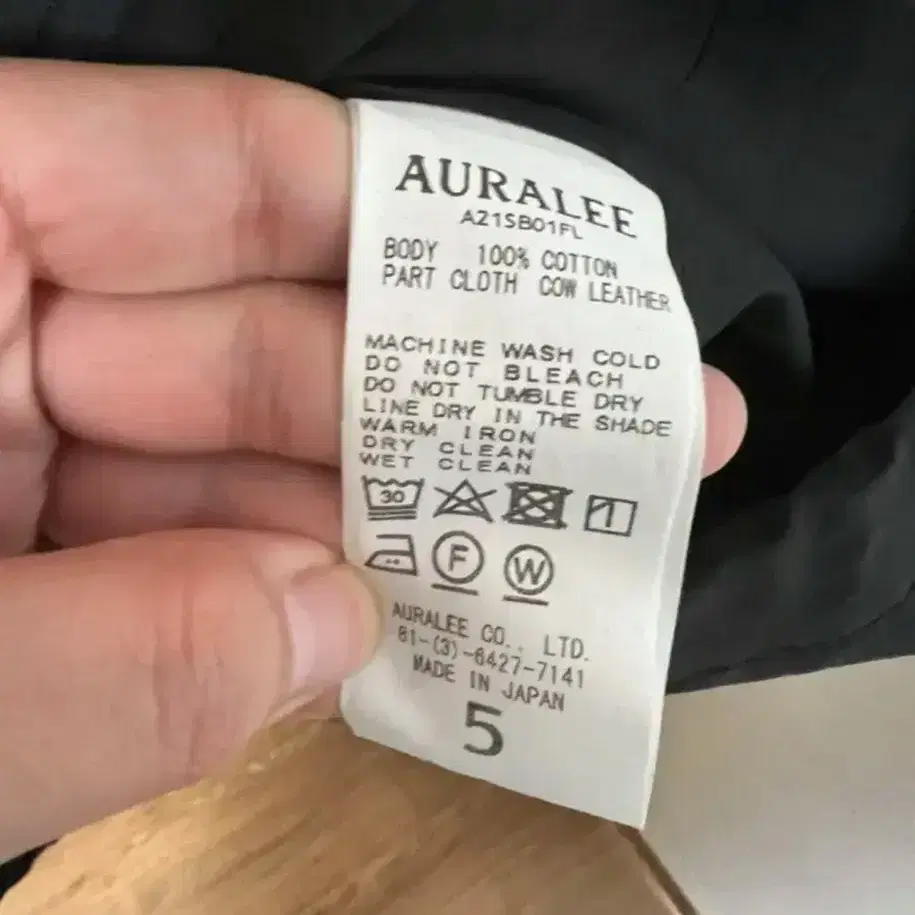 AURALEE
A21SB01FL
BODY 100% COTTON
PART CLOTH COW LEATHER
MACHINE WASH COLD
DO NOT BLEACH
DO NOT TUMBLE DRY
LINE DRY IN THE SHADE
WARM IRON
DRY CLEAN
WET CLEAN
30
F W
AURALEE CO., LTD.
81-(3)-6427-7141
MADE IN JAPAN
5